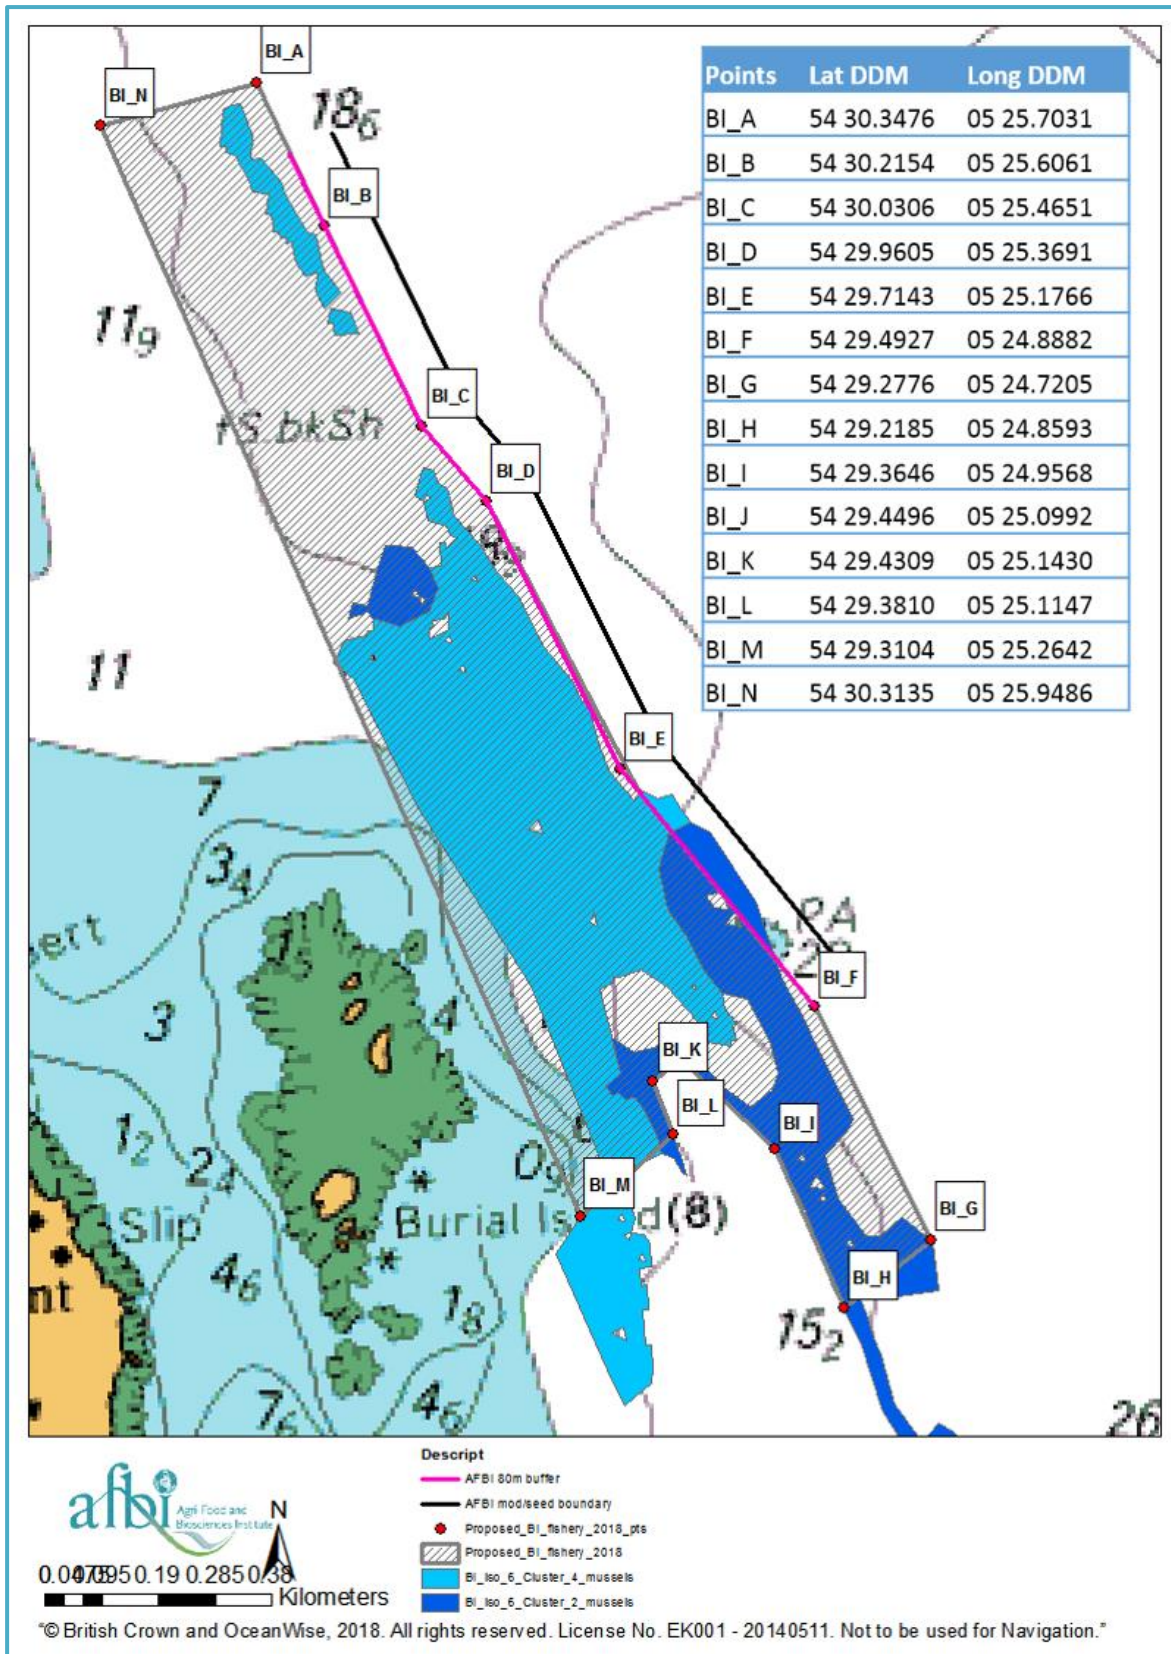 BI_A
BI_N
18₆
BI_B
Points Lat DDM Long DDM
BI_A 54 30.3476 05 25.7031
BI_B 54 30.2154 05 25.6061
BI_C 54 30.0306 05 25.4651
BI_D 54 29.9605 05 25.3691
BI_E 54 29.7143 05 25.1766
BI_F 54 29.4927 05 24.8882
BI_G 54 29.2776 05 24.7205
BI_H 54 29.2185 05 24.8593
BI_I 54 29.3646 05 24.9568
BI_J 54 29.4496 05 25.0992
BI_K 54 29.4309 05 25.1430
BI_L 54 29.3810 05 25.1147
BI_M 54 29.3104 05 25.2642
BI_N 54 30.3135 05 25.9486
11₉
BI_C
fS.bkSh
BI_D
11
BI_E
7
3₄
PA
ert
BI_F
3
4
BI_K
BI_L
1₂
BI_I
2₄
0₉
BI_M
Slip
Burial Is d(8)
BI_G
4₆
BI_H
nt
1₈
15₂
7₆
4₆
26
Descript
AFBI 80m buffer
AFBI mod/seed boundary
Proposed_BI_fishery_2018_pts
Proposed_BI_fishery_2018
BI_Iso_6_Cluster_4_mussels
BI_Iso_6_Cluster_2_mussels
afbi Agri-Food and
Biosciences Institute
N
0.19 0.285 0.38
Kilometers
"© British Crown and OceanWise, 2018. All rights reserved. License No. EK001 - 20140511. Not to be used for Navigation."